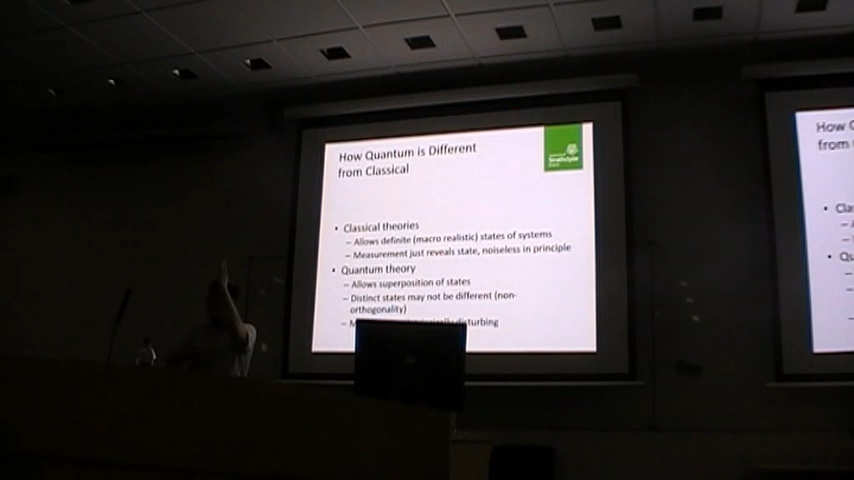 How Quantum is Different
from Classical
Strathclyde
• Classical theories
– Allows definite (macro realistic) states of systems
– Measurement just reveals state, noiseless in principle
• Quantum theory
– Allows superposition of states
– Distinct states may not be different (non-
orthogonality)
disturbing
How
from
• Cla
• Qu